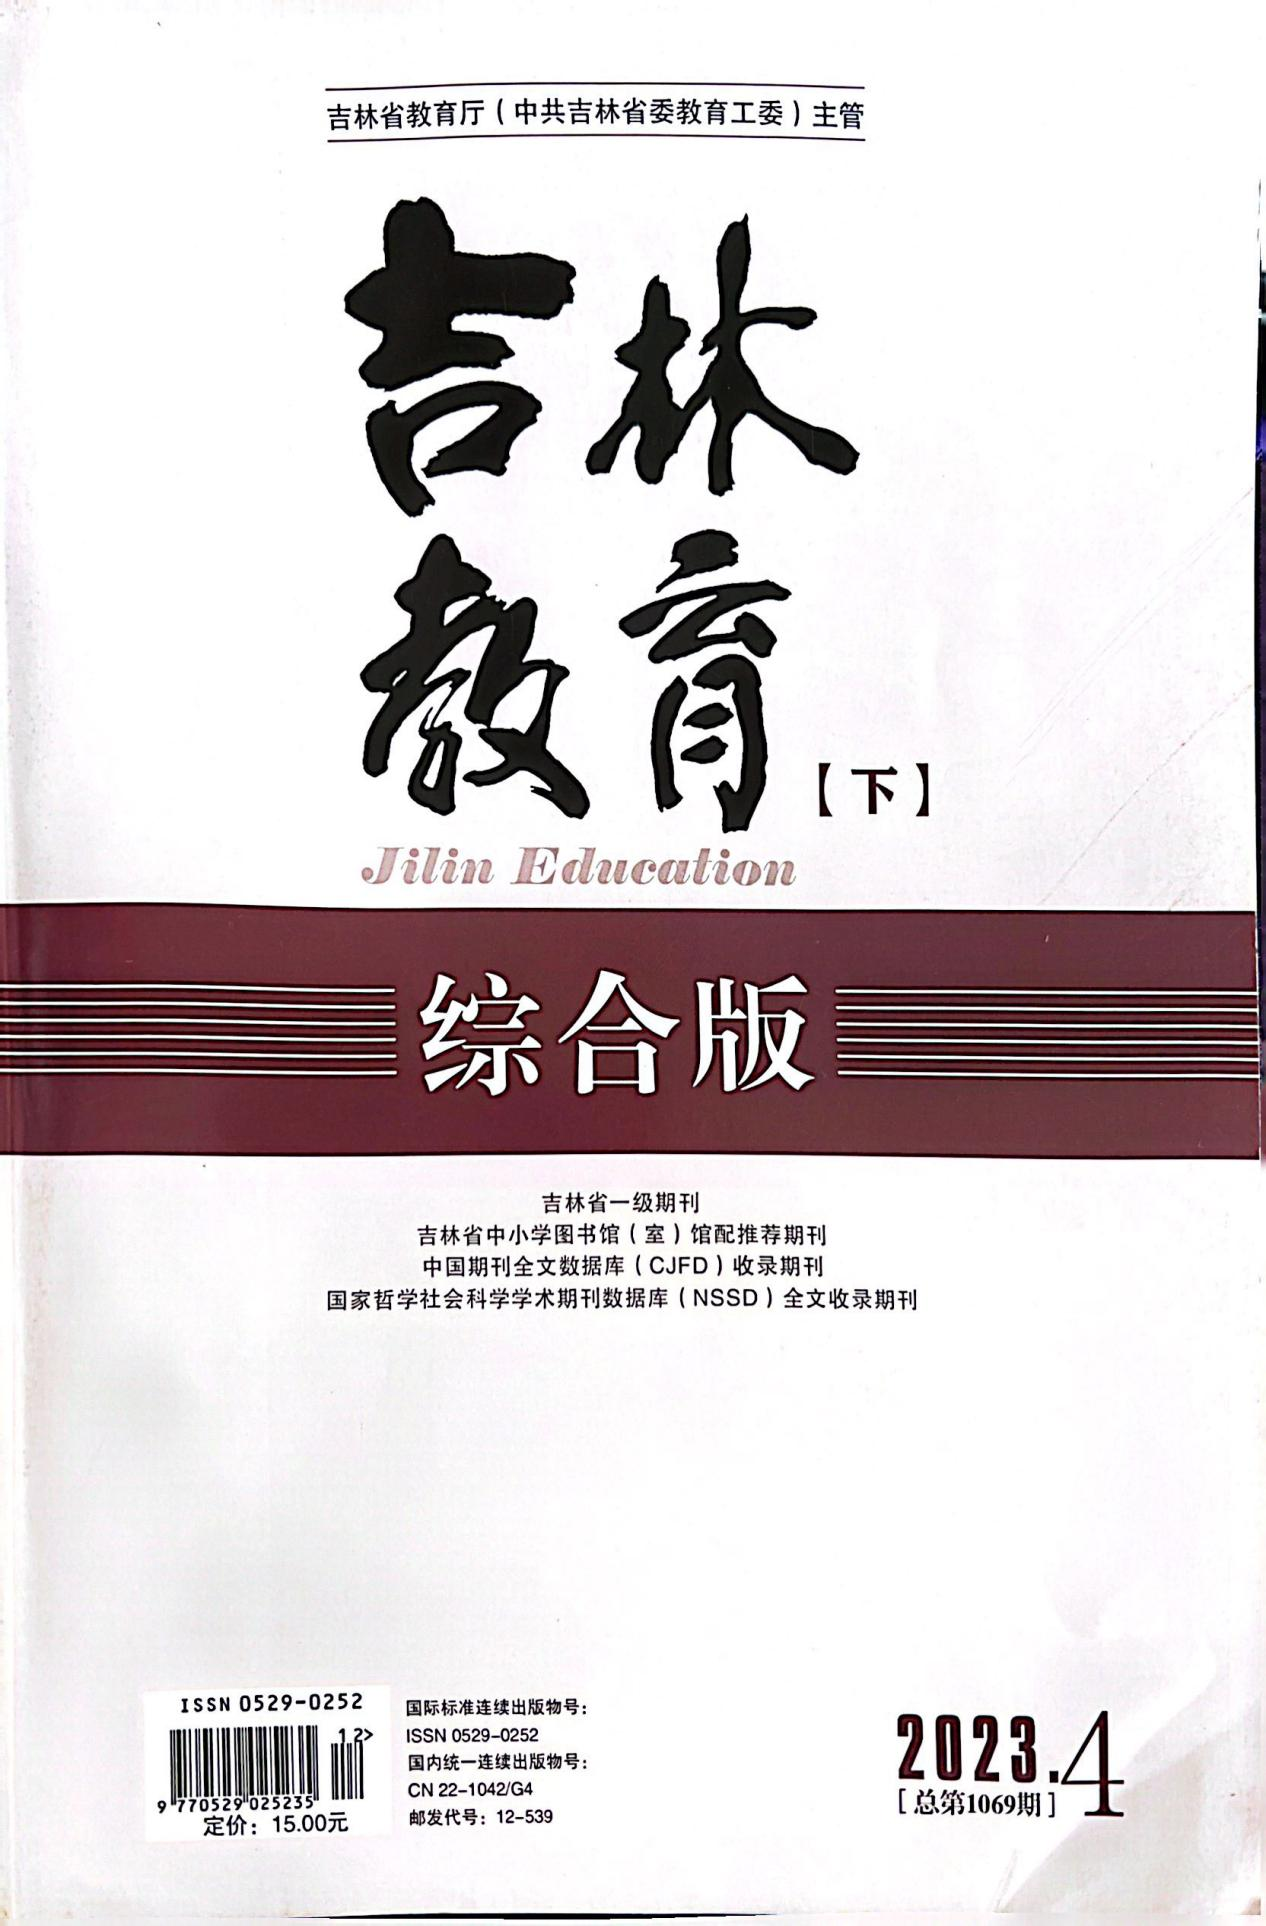 吉林省教育厅（中共吉林省委教育工委）主管
吉林
教育
【下】
Jilin Education
综合版
吉林省一级期刊
吉林省中小学图书馆（室）馆配推荐期刊
中国期刊全文数据库（CJFD）收录期刊
国家哲学社会科学学术期刊数据库（NSSD）全文收录期刊
ISSN 0529-0252
12>
9 770529 025235
定价：15.00元
国际标准连续出版物号：
ISSN 0529-0252
国内统一连续出版物号：
CN 22-1042/G4
邮发代号：12-539
2023.4
[总第1069期]